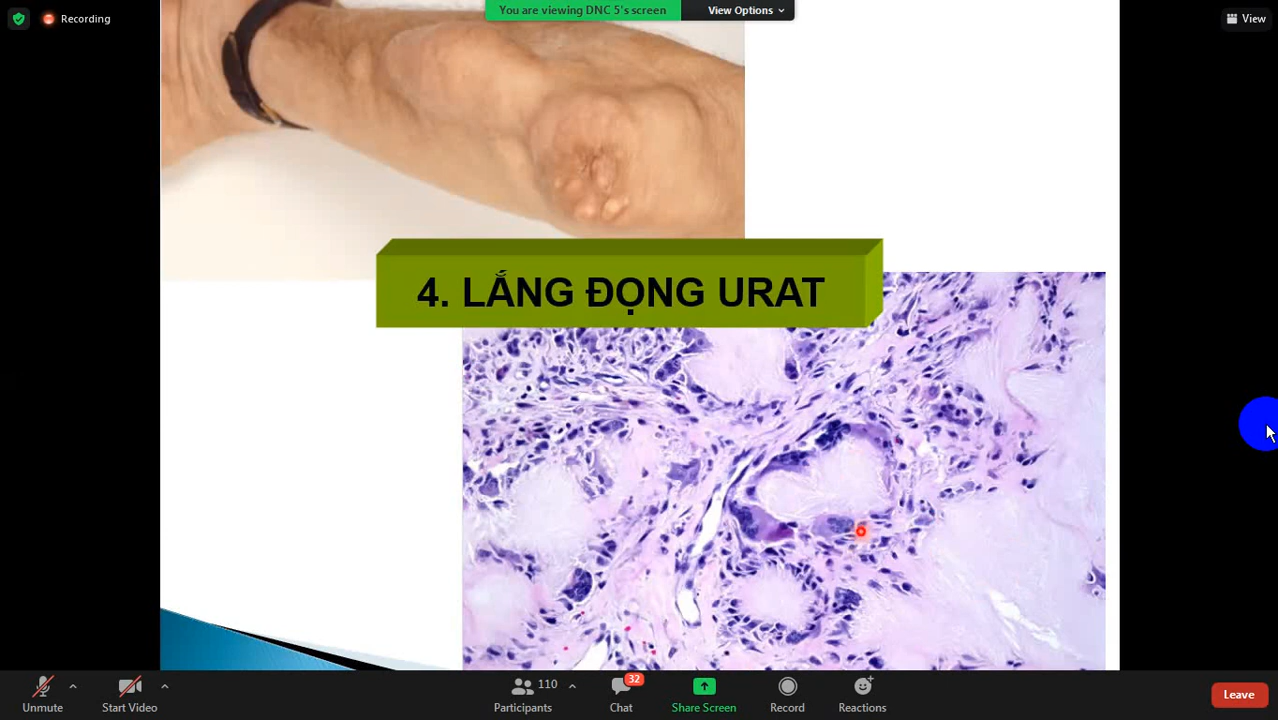 You are viewing DNC 5's screen
View Options
Recording
View
4. LẮNG ĐỌNG URAT
Unmute
Start Video
110
Participants
32
Chat
Share Screen
Record
Reactions
Leave